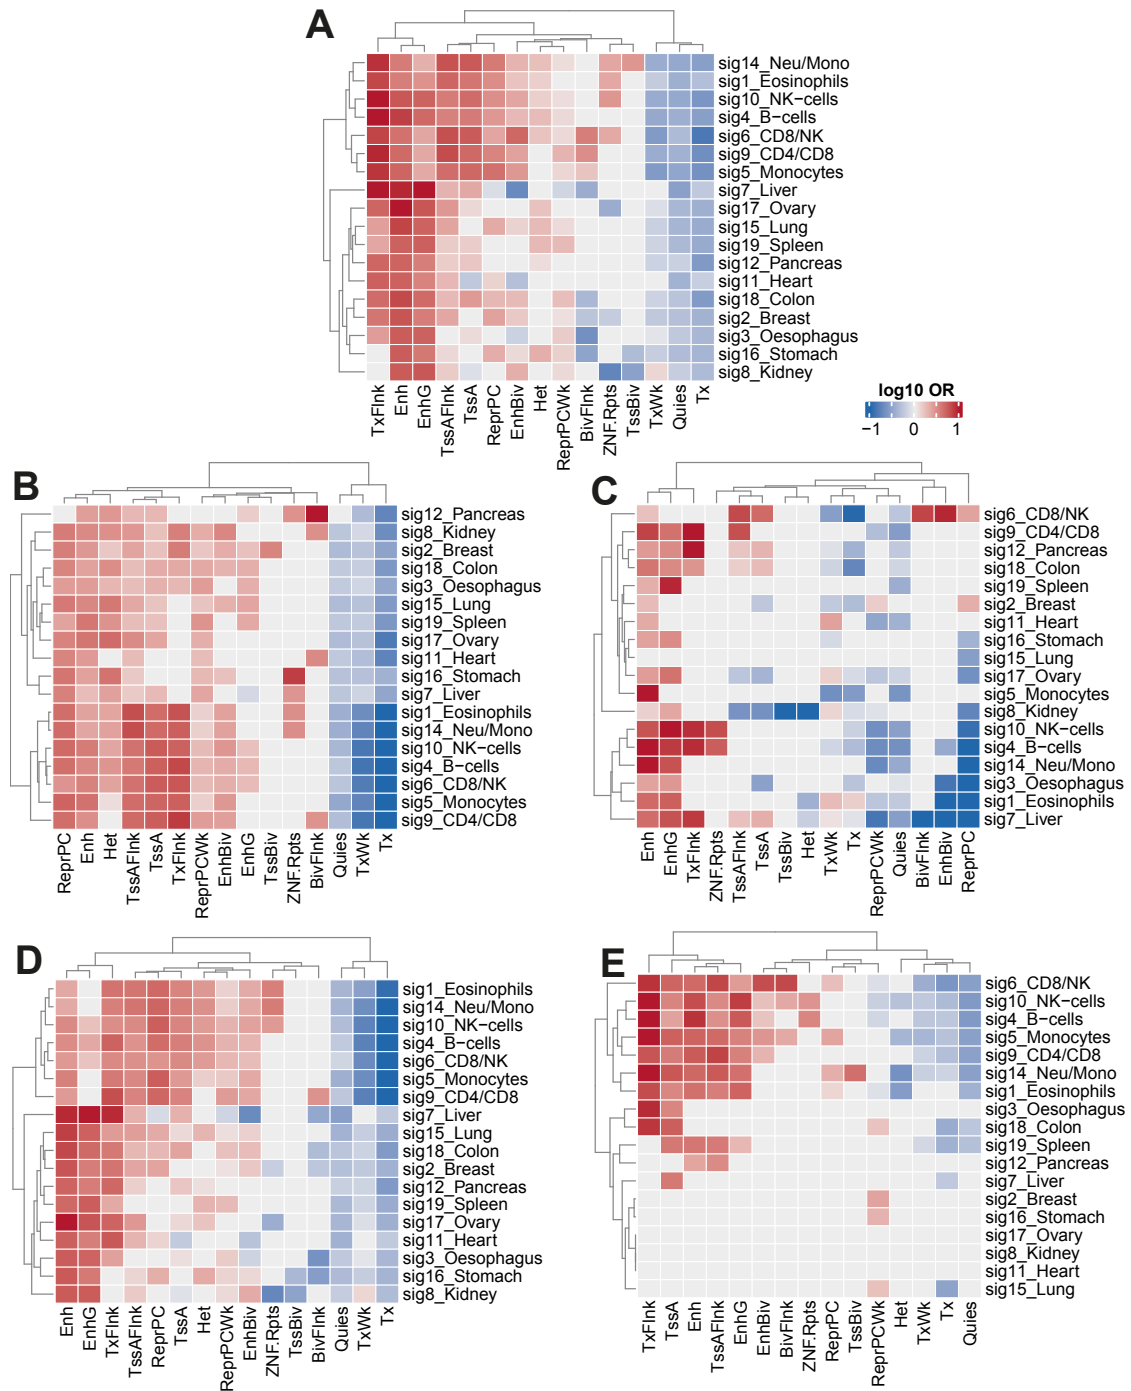 A
sig14_Neu/Mono
sig1_Eosinophils
sig10_NK−cells
sig4_B−cells
sig6_CD8/NK
sig9_CD4/CD8
sig5_Monocytes
sig7_Liver
sig17_Ovary
sig15_Lung
sig19_Spleen
sig12_Pancreas
sig11_Heart
sig18_Colon
sig2_Breast
sig3_Oesophagus
sig16_Stomach
sig8_Kidney
TxFlnk
Enh
EnhG
TssAFlnk
TssA
ReprPC
EnhBiv
Het
ReprPCWk
BivFlnk
ZNF.Rpts
TssBiv
TxWk
Quies
Tx
log10 OR
−1 0 1
B
sig12_Pancreas
sig8_Kidney
sig2_Breast
sig18_Colon
sig3_Oesophagus
sig15_Lung
sig19_Spleen
sig17_Ovary
sig11_Heart
sig16_Stomach
sig7_Liver
sig1_Eosinophils
sig14_Neu/Mono
sig10_NK−cells
sig4_B−cells
sig6_CD8/NK
sig5_Monocytes
sig9_CD4/CD8
ReprPC
Enh
Het
TssAFlnk
TssA
TxFlnk
ReprPCWk
EnhBiv
EnhG
TssBiv
ZNF.Rpts
BivFlnk
Quies
TxWk
Tx
C
sig6_CD8/NK
sig9_CD4/CD8
sig12_Pancreas
sig18_Colon
sig19_Spleen
sig2_Breast
sig11_Heart
sig16_Stomach
sig15_Lung
sig17_Ovary
sig5_Monocytes
sig8_Kidney
sig10_NK−cells
sig4_B−cells
sig14_Neu/Mono
sig3_Oesophagus
sig1_Eosinophils
sig7_Liver
Enh
EnhG
TxFlnk
ZNF.Rpts
TssAFlnk
TssA
TssBiv
Het
TxWk
Tx
ReprPCWk
Quies
BivFlnk
EnhBiv
ReprPC
D
sig1_Eosinophils
sig14_Neu/Mono
sig10_NK−cells
sig4_B−cells
sig6_CD8/NK
sig5_Monocytes
sig9_CD4/CD8
sig7_Liver
sig15_Lung
sig18_Colon
sig2_Breast
sig12_Pancreas
sig19_Spleen
sig17_Ovary
sig11_Heart
sig3_Oesophagus
sig16_Stomach
sig8_Kidney
Enh
EnhG
TxFlnk
TssAFlnk
ReprPC
TssA
Het
ReprPCWk
EnhBiv
ZNF.Rpts
TssBiv
BivFlnk
Quies
TxWk
Tx
E
sig6_CD8/NK
sig10_NK−cells
sig4_B−cells
sig5_Monocytes
sig9_CD4/CD8
sig14_Neu/Mono
sig1_Eosinophils
sig3_Oesophagus
sig18_Colon
sig19_Spleen
sig12_Pancreas
sig7_Liver
sig2_Breast
sig16_Stomach
sig17_Ovary
sig8_Kidney
sig11_Heart
sig15_Lung
TxFlnk
TssA
Enh
TssAFlnk
EnhG
EnhBiv
BivFlnk
ZNF.Rpts
ReprPC
TssBiv
ReprPCWk
Het
TxWk
Tx
Quies